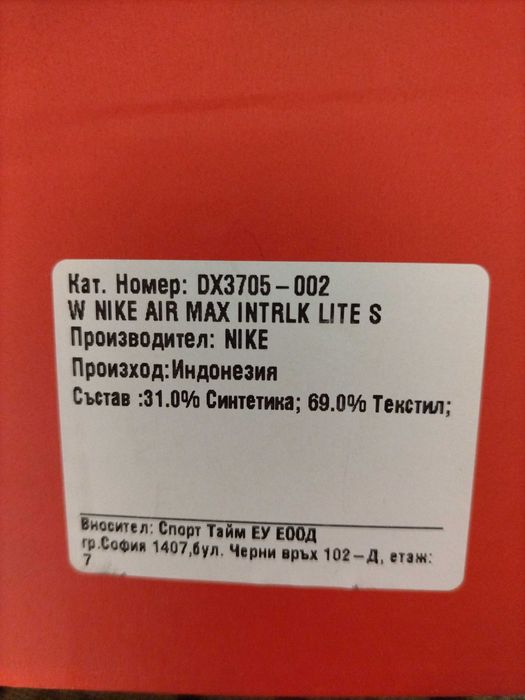 Кат. Номер: DX3705-002
W NIKE AIR MAX INTRLK LITE S
Производител: NIKE
Произход:Индонезия
Състав :31.0% Синтетика; 69.0% Текстил;
Вносител: Спорт Тайм ЕУ ЕООД
гр.София 1407,бул. Черни връх 102-Д, етаж:
7